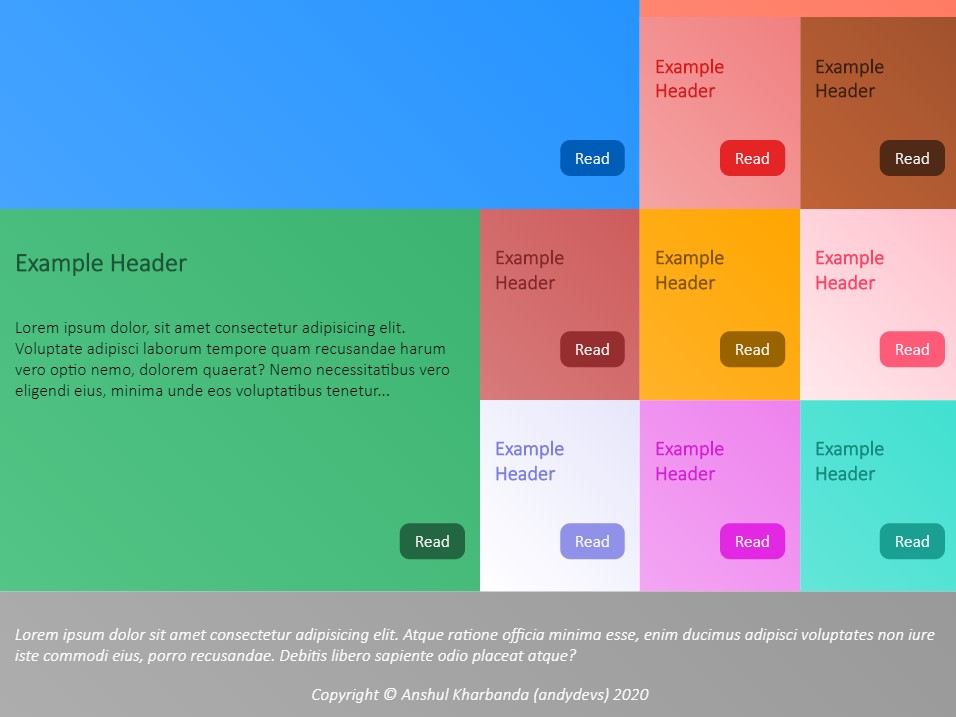 Example
Header
Example
Header
Read
Read
Read
Example Header
Lorem ipsum dolor, sit amet consectetur adipisicing elit.
Voluptate adipisci laborum tempore quam recusandae harum
vero optio nemo, dolorem quaerat? Nemo necessitatibus vero
eligendi eius, minima unde eos voluptatibus tenetur...
Read
Example
Header
Read
Example
Header
Read
Example
Header
Read
Example
Header
Read
Example
Header
Read
Example
Header
Read
Lorem ipsum dolor sit amet consectetur adipisicing elit. Atque ratione officia minima esse, enim ducimus adipisci voluptates non iure
iste commodi eius, porro recusandae. Debitis libero sapiente odio placeat atque?
Copyright © Anshul Kharbanda (andydevs) 2020